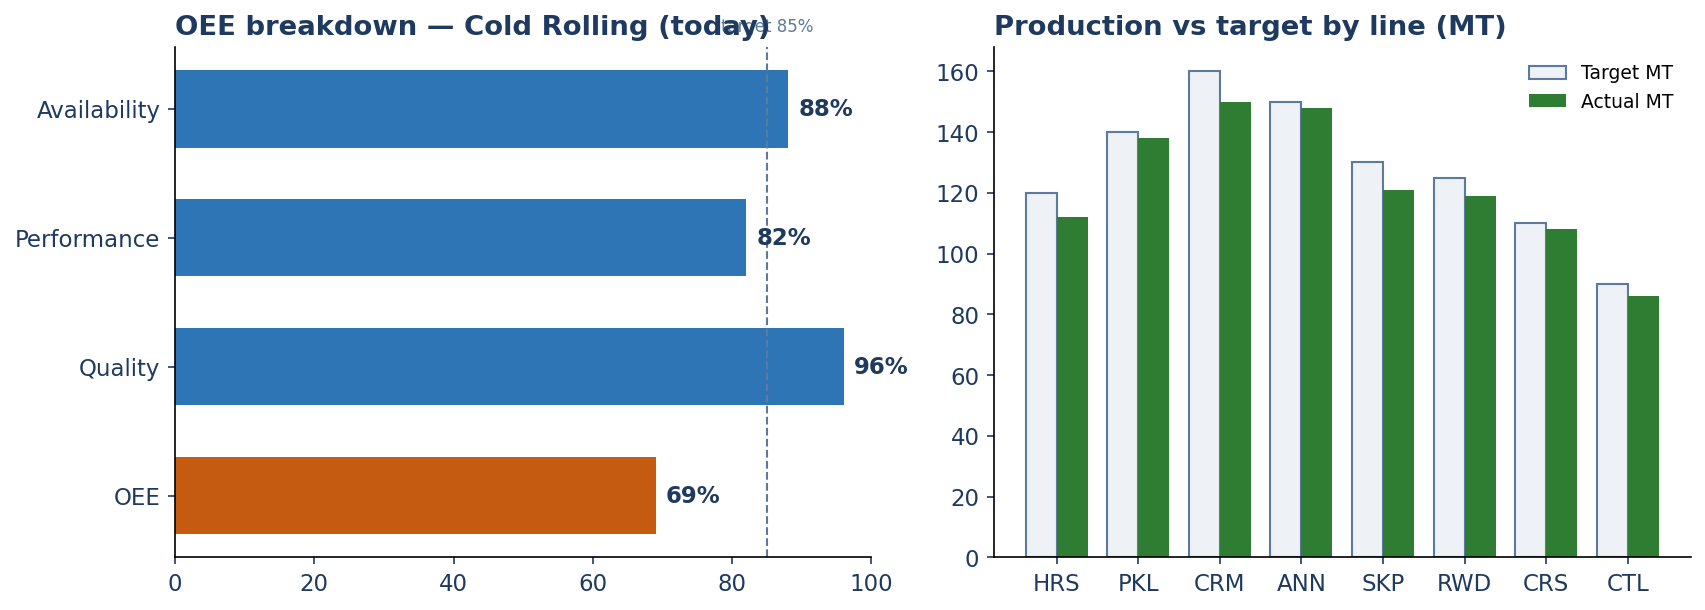 OEE breakdown — Cold Rolling (today)
target 85%
Availability
88%
Performance
82%
Quality
96%
OEE
69%
0 20 40 60 80 100
Production vs target by line (MT)
Target MT
Actual MT
160
140
120
100
80
60
40
20
0
HRS PKL CRM ANN SKP RWD CRS CTL